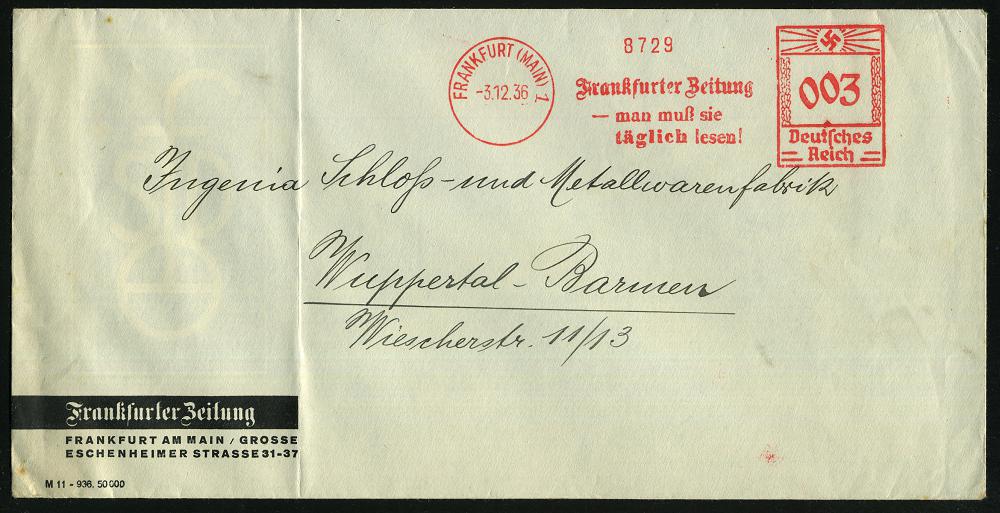 FRANKFURT (MAIN) 1
-3.12.36
8729
Frankfurter Zeitung
— man muß sie
täglich lesen!
003
Deutsches
Reich
Ingenia Schloß-und Metallwarenfabrik
Wuppertal-Barmen
Wiescherstr. 11/13
Frankfurter Zeitung
FRANKFURT AM MAIN / GROSSE
ESCHENHEIMER STRASSE 31-37
M 11 - 936. 50000